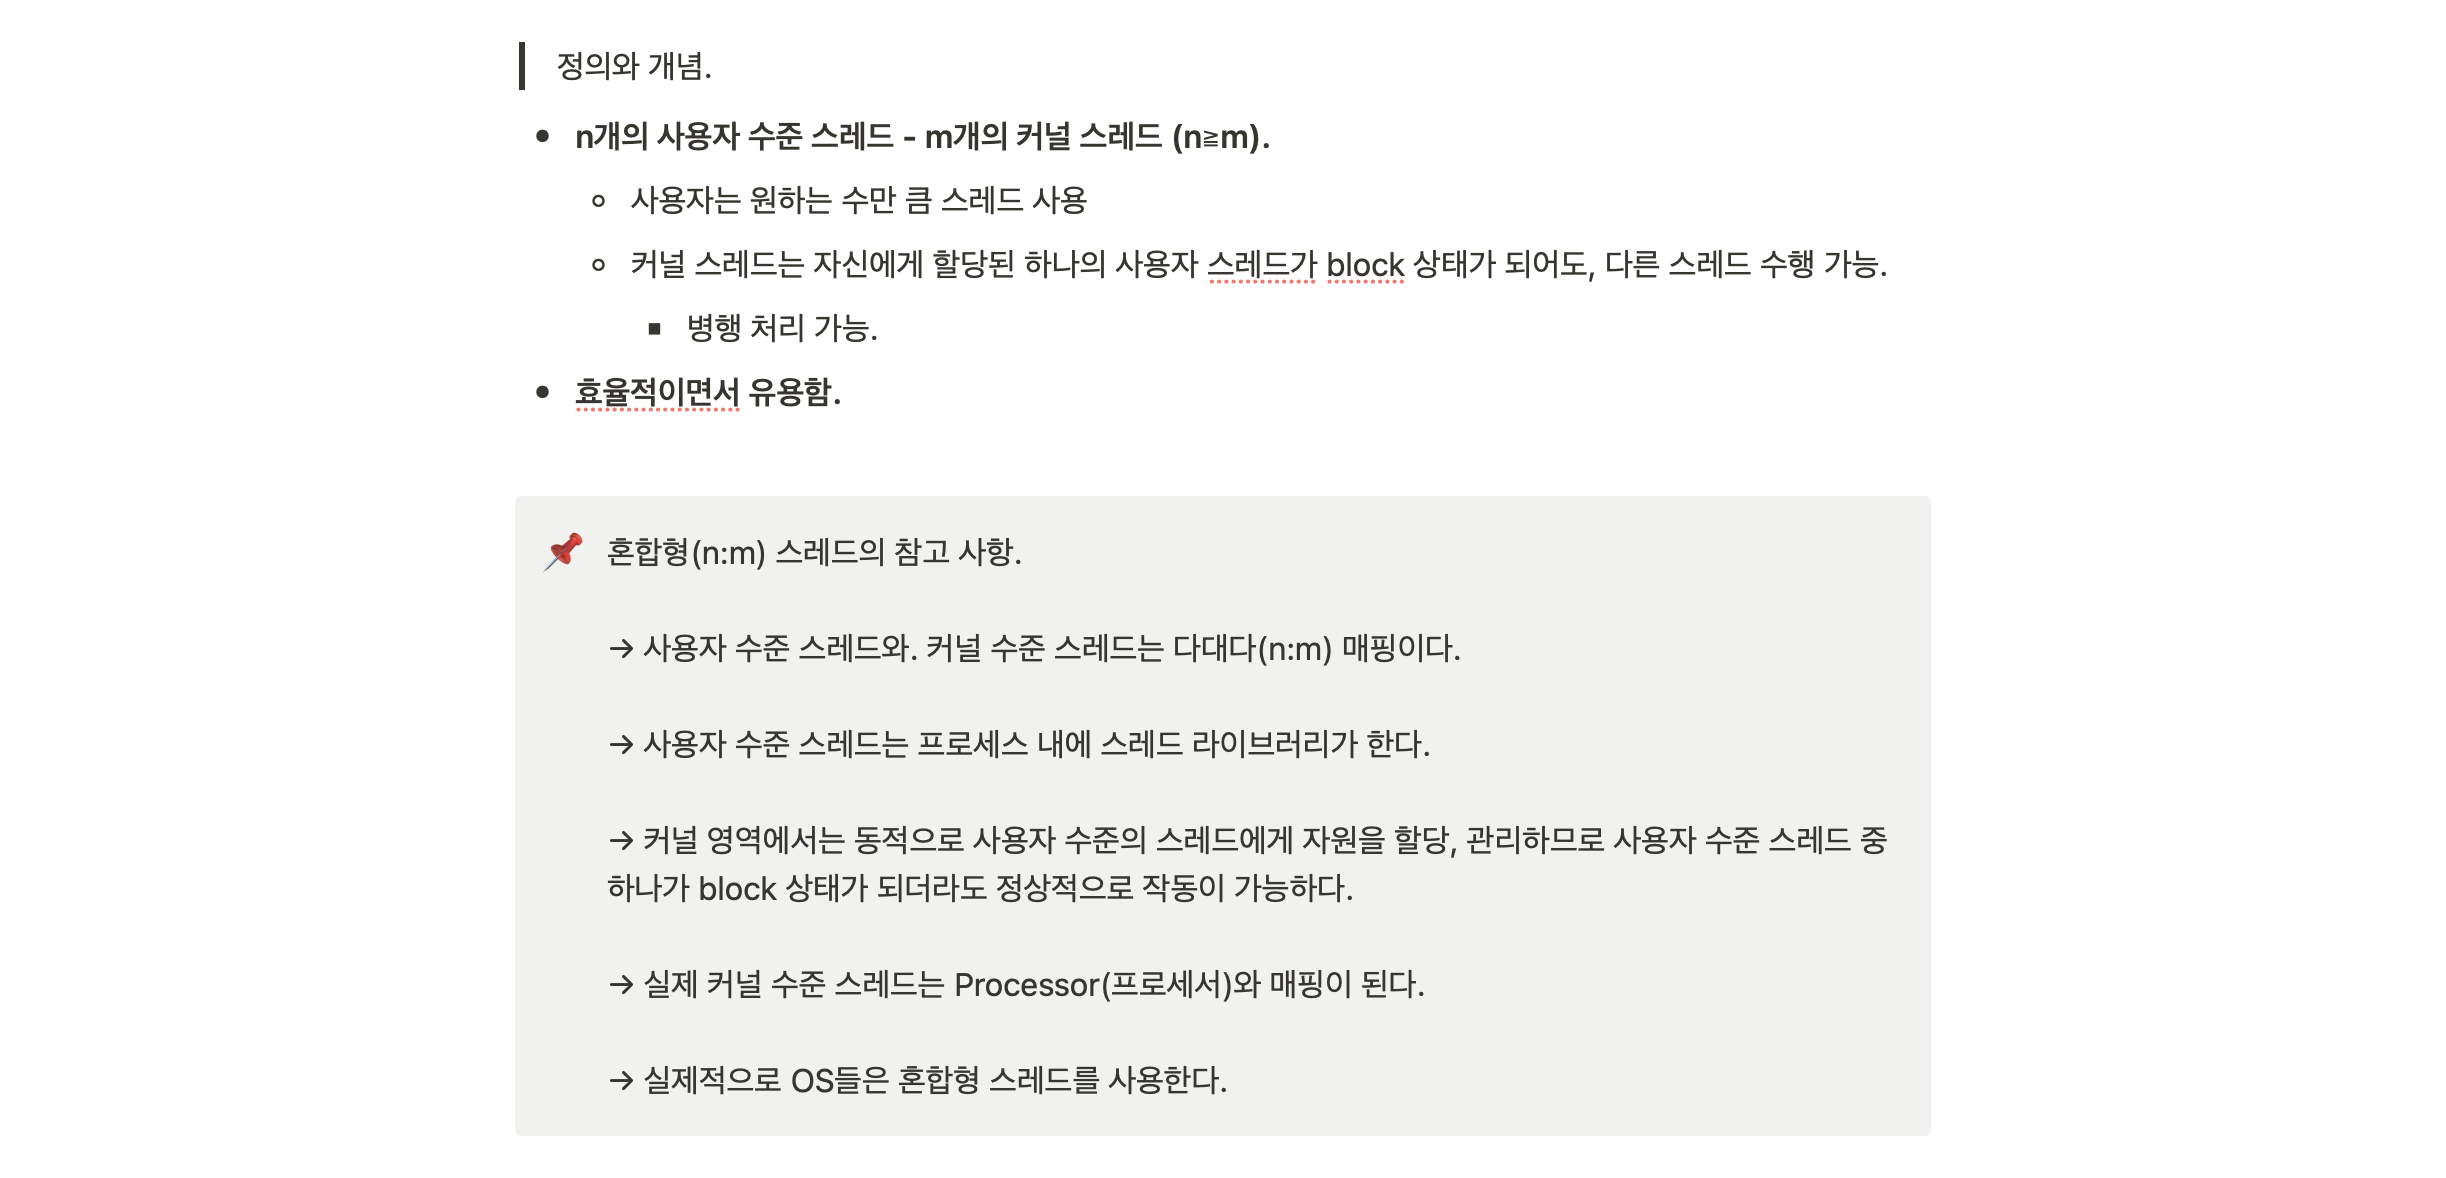 정의와 개념.
• n개의 사용자 수준 스레드 - m개의 커널 스레드 (n≧m).
◦ 사용자는 원하는 수만 큼 스레드 사용
◦ 커널 스레드는 자신에게 할당된 하나의 사용자 스레드가 block 상태가 되어도, 다른 스레드 수행 가능.
▪ 병행 처리 가능.
• 효율적이면서 유용함.
📌 혼합형(n:m) 스레드의 참고 사항.
→ 사용자 수준 스레드와. 커널 수준 스레드는 다대다(n:m) 매핑이다.
→ 사용자 수준 스레드는 프로세스 내에 스레드 라이브러리가 한다.
→ 커널 영역에서는 동적으로 사용자 수준의 스레드에게 자원을 할당, 관리하므로 사용자 수준 스레드 중
하나가 block 상태가 되더라도 정상적으로 작동이 가능하다.
→ 실제 커널 수준 스레드는 Processor(프로세서)와 매핑이 된다.
→ 실제적으로 OS들은 혼합형 스레드를 사용한다.